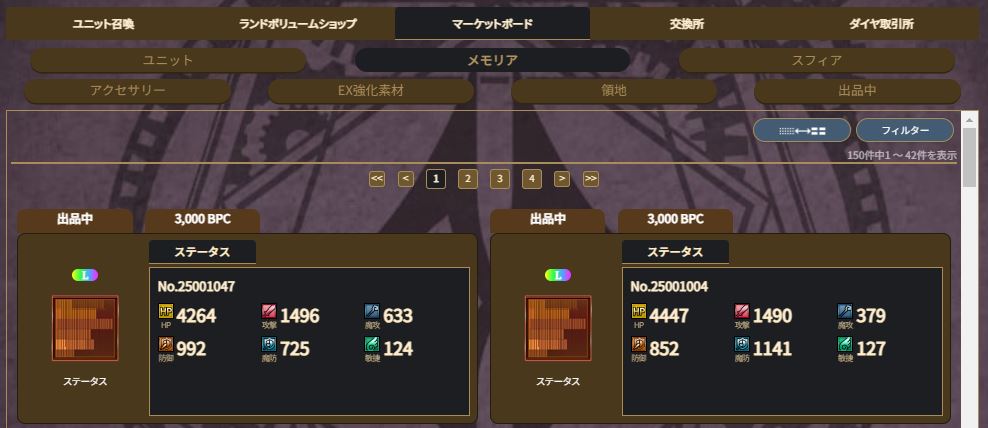 ユニット召喚 ランドボリュームショップ マーケットボード 交換所 ダイヤ取引所
ユニット メモリア スフィア
アクセサリー EX強化素材 領地 出品中
フィルター
150件中1 ～ 42件を表示
<< < 1 2 3 4 > >>
出品中 3,000 BPC
L
ステータス
ステータス
No.25001047
HP 4264 攻撃 1496 魔攻 633
防御 992 魔防 725 敏捷 124
出品中 3,000 BPC
L
ステータス
ステータス
No.25001004
HP 4447 攻撃 1490 魔攻 379
防御 852 魔防 1141 敏捷 127